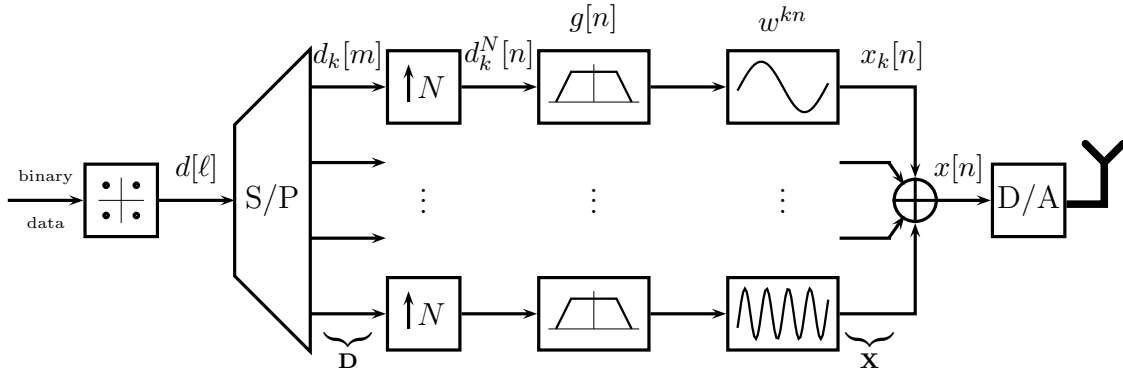 g[n]
w^{kn}
d_k[m]
d_k^N[n]
x_k[n]
↑N
binary
data
d[ℓ]
S/P
⋮
⋮
⋮
x[n]
D/A
↑N
D
X